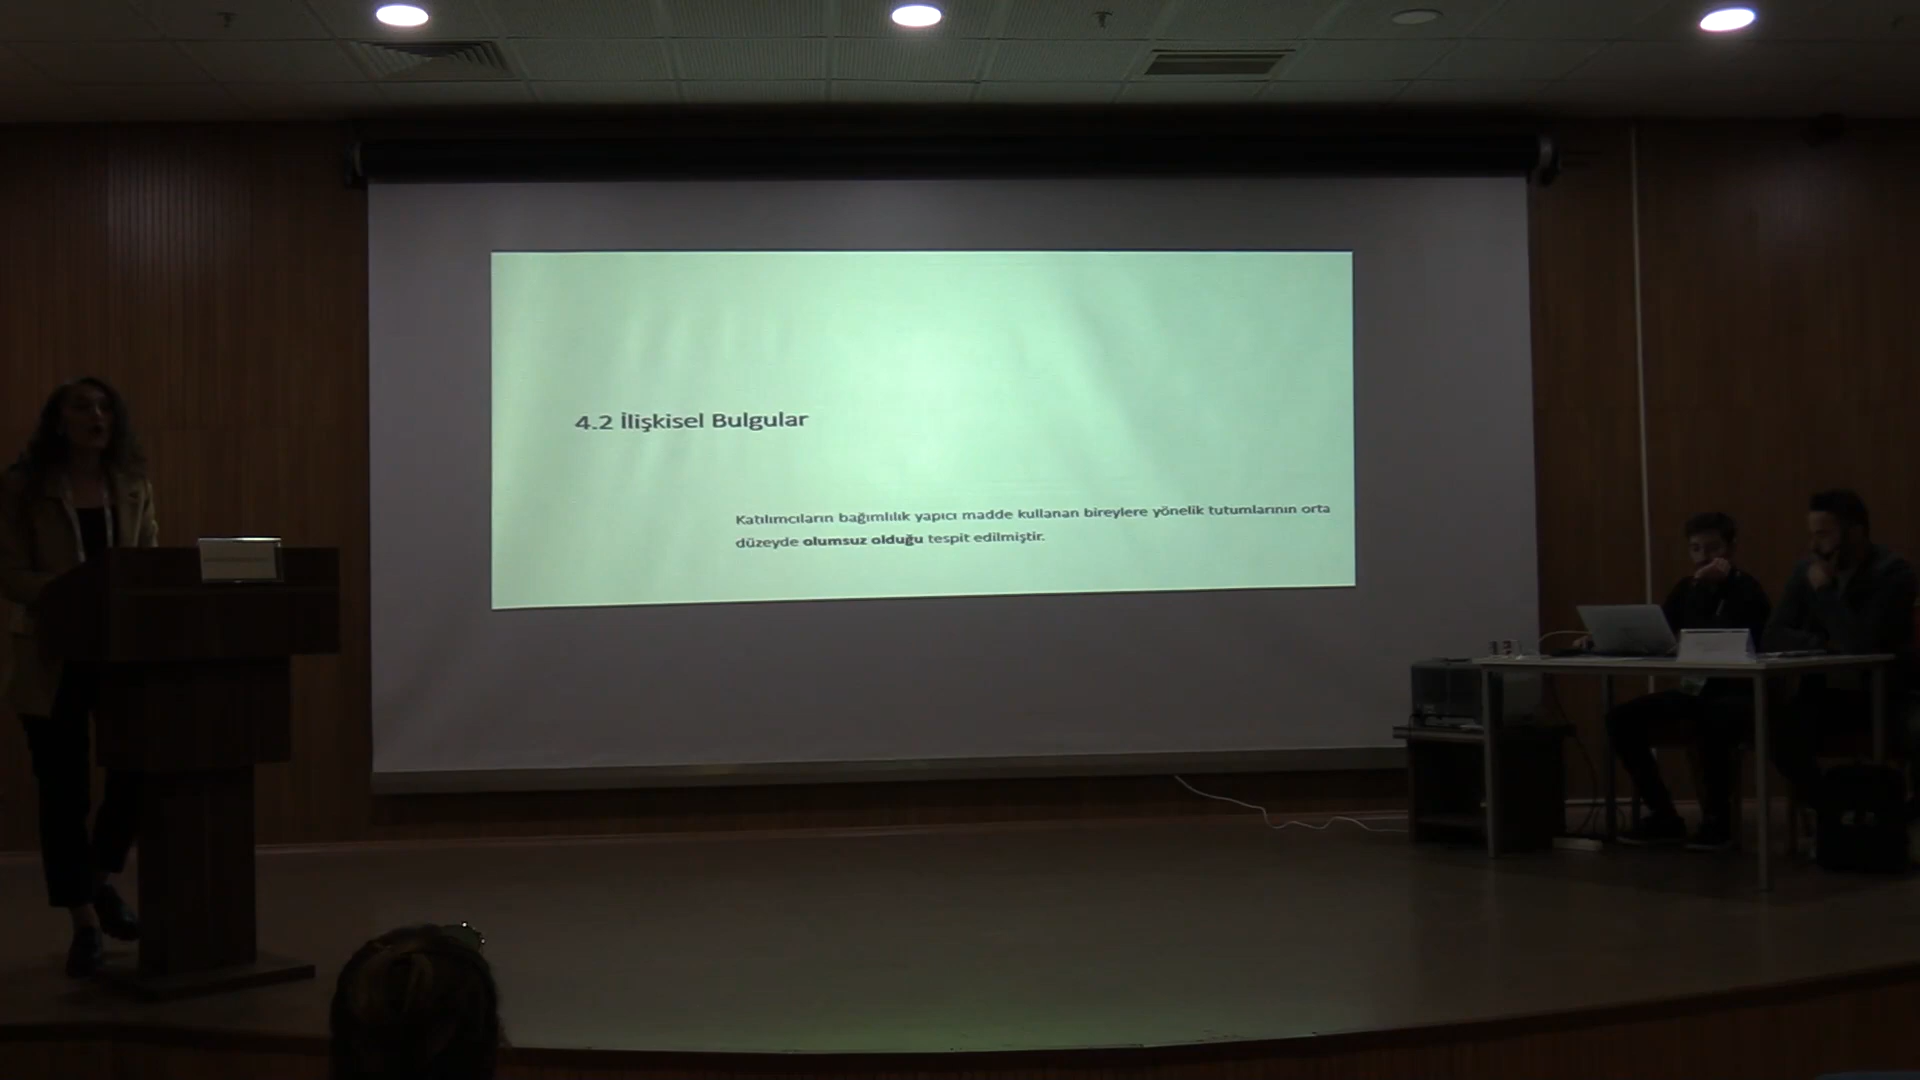 4.2 İlişkisel Bulgular
Katılımcıların bağımlılık yapıcı madde kullanan bireylere yönelik tutumlarının orta
düzeyde olumsuz olduğu tespit edilmiştir.